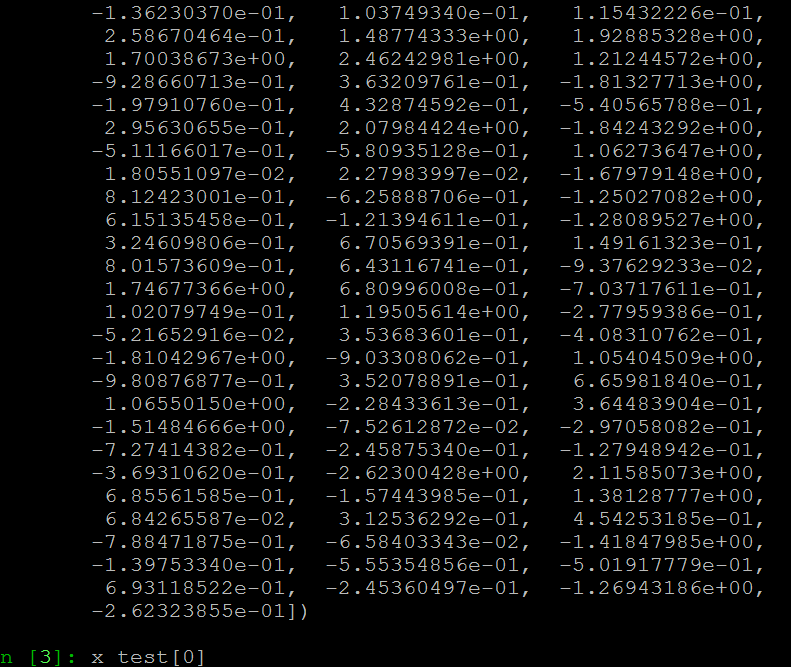 -1.36230370e-01, 1.03749340e-01, 1.15432226e-01,
2.58670464e-01, 1.48774333e+00, 1.92885328e+00,
1.70038673e+00, 2.46242981e+00, 1.21244572e+00,
-9.28660713e-01, 3.63209761e-01, -1.81327713e+00,
-1.97910760e-01, 4.32874592e-01, -5.40565788e-01,
2.95630655e-01, 2.07984424e+00, -1.84243292e+00,
-5.11166017e-01, -5.80935128e-01, 1.06273647e+00,
1.80551097e-02, 2.27983997e-02, -1.67979148e+00,
8.12423001e-01, -6.25888706e-01, -1.25027082e+00,
6.15135458e-01, -1.21394611e-01, -1.28089527e+00,
3.24609806e-01, 6.70569391e-01, 1.49161323e-01,
8.01573609e-01, 6.43116741e-01, -9.37629233e-02,
1.74677366e+00, 6.80996008e-01, -7.03717611e-01,
1.02079749e-01, 1.19505614e+00, -2.77959386e-01,
-5.21652916e-02, 3.53683601e-01, -4.08310762e-01,
-1.81042967e+00, -9.03308062e-01, 1.05404509e+00,
-9.80876877e-01, 3.52078891e-01, 6.65981840e-01,
1.06550150e+00, -2.28433613e-01, 3.64483904e-01,
-1.51484666e+00, -7.52612872e-02, -2.97058082e-01,
-7.27414382e-01, -2.45875340e-01, -1.27948942e-01,
-3.69310620e-01, -2.62300428e+00, 2.11585073e+00,
6.85561585e-01, -1.57443985e-01, 1.38128777e+00,
6.84265587e-02, 3.12536292e-01, 4.54253185e-01,
-7.88471875e-01, -6.58403343e-02, -1.41847985e+00,
-1.39753340e-01, -5.55354856e-01, -5.01917779e-01,
6.93118522e-01, -2.45360497e-01, -1.26943186e+00,
-2.62323855e-01])
n [3]: x test[0]